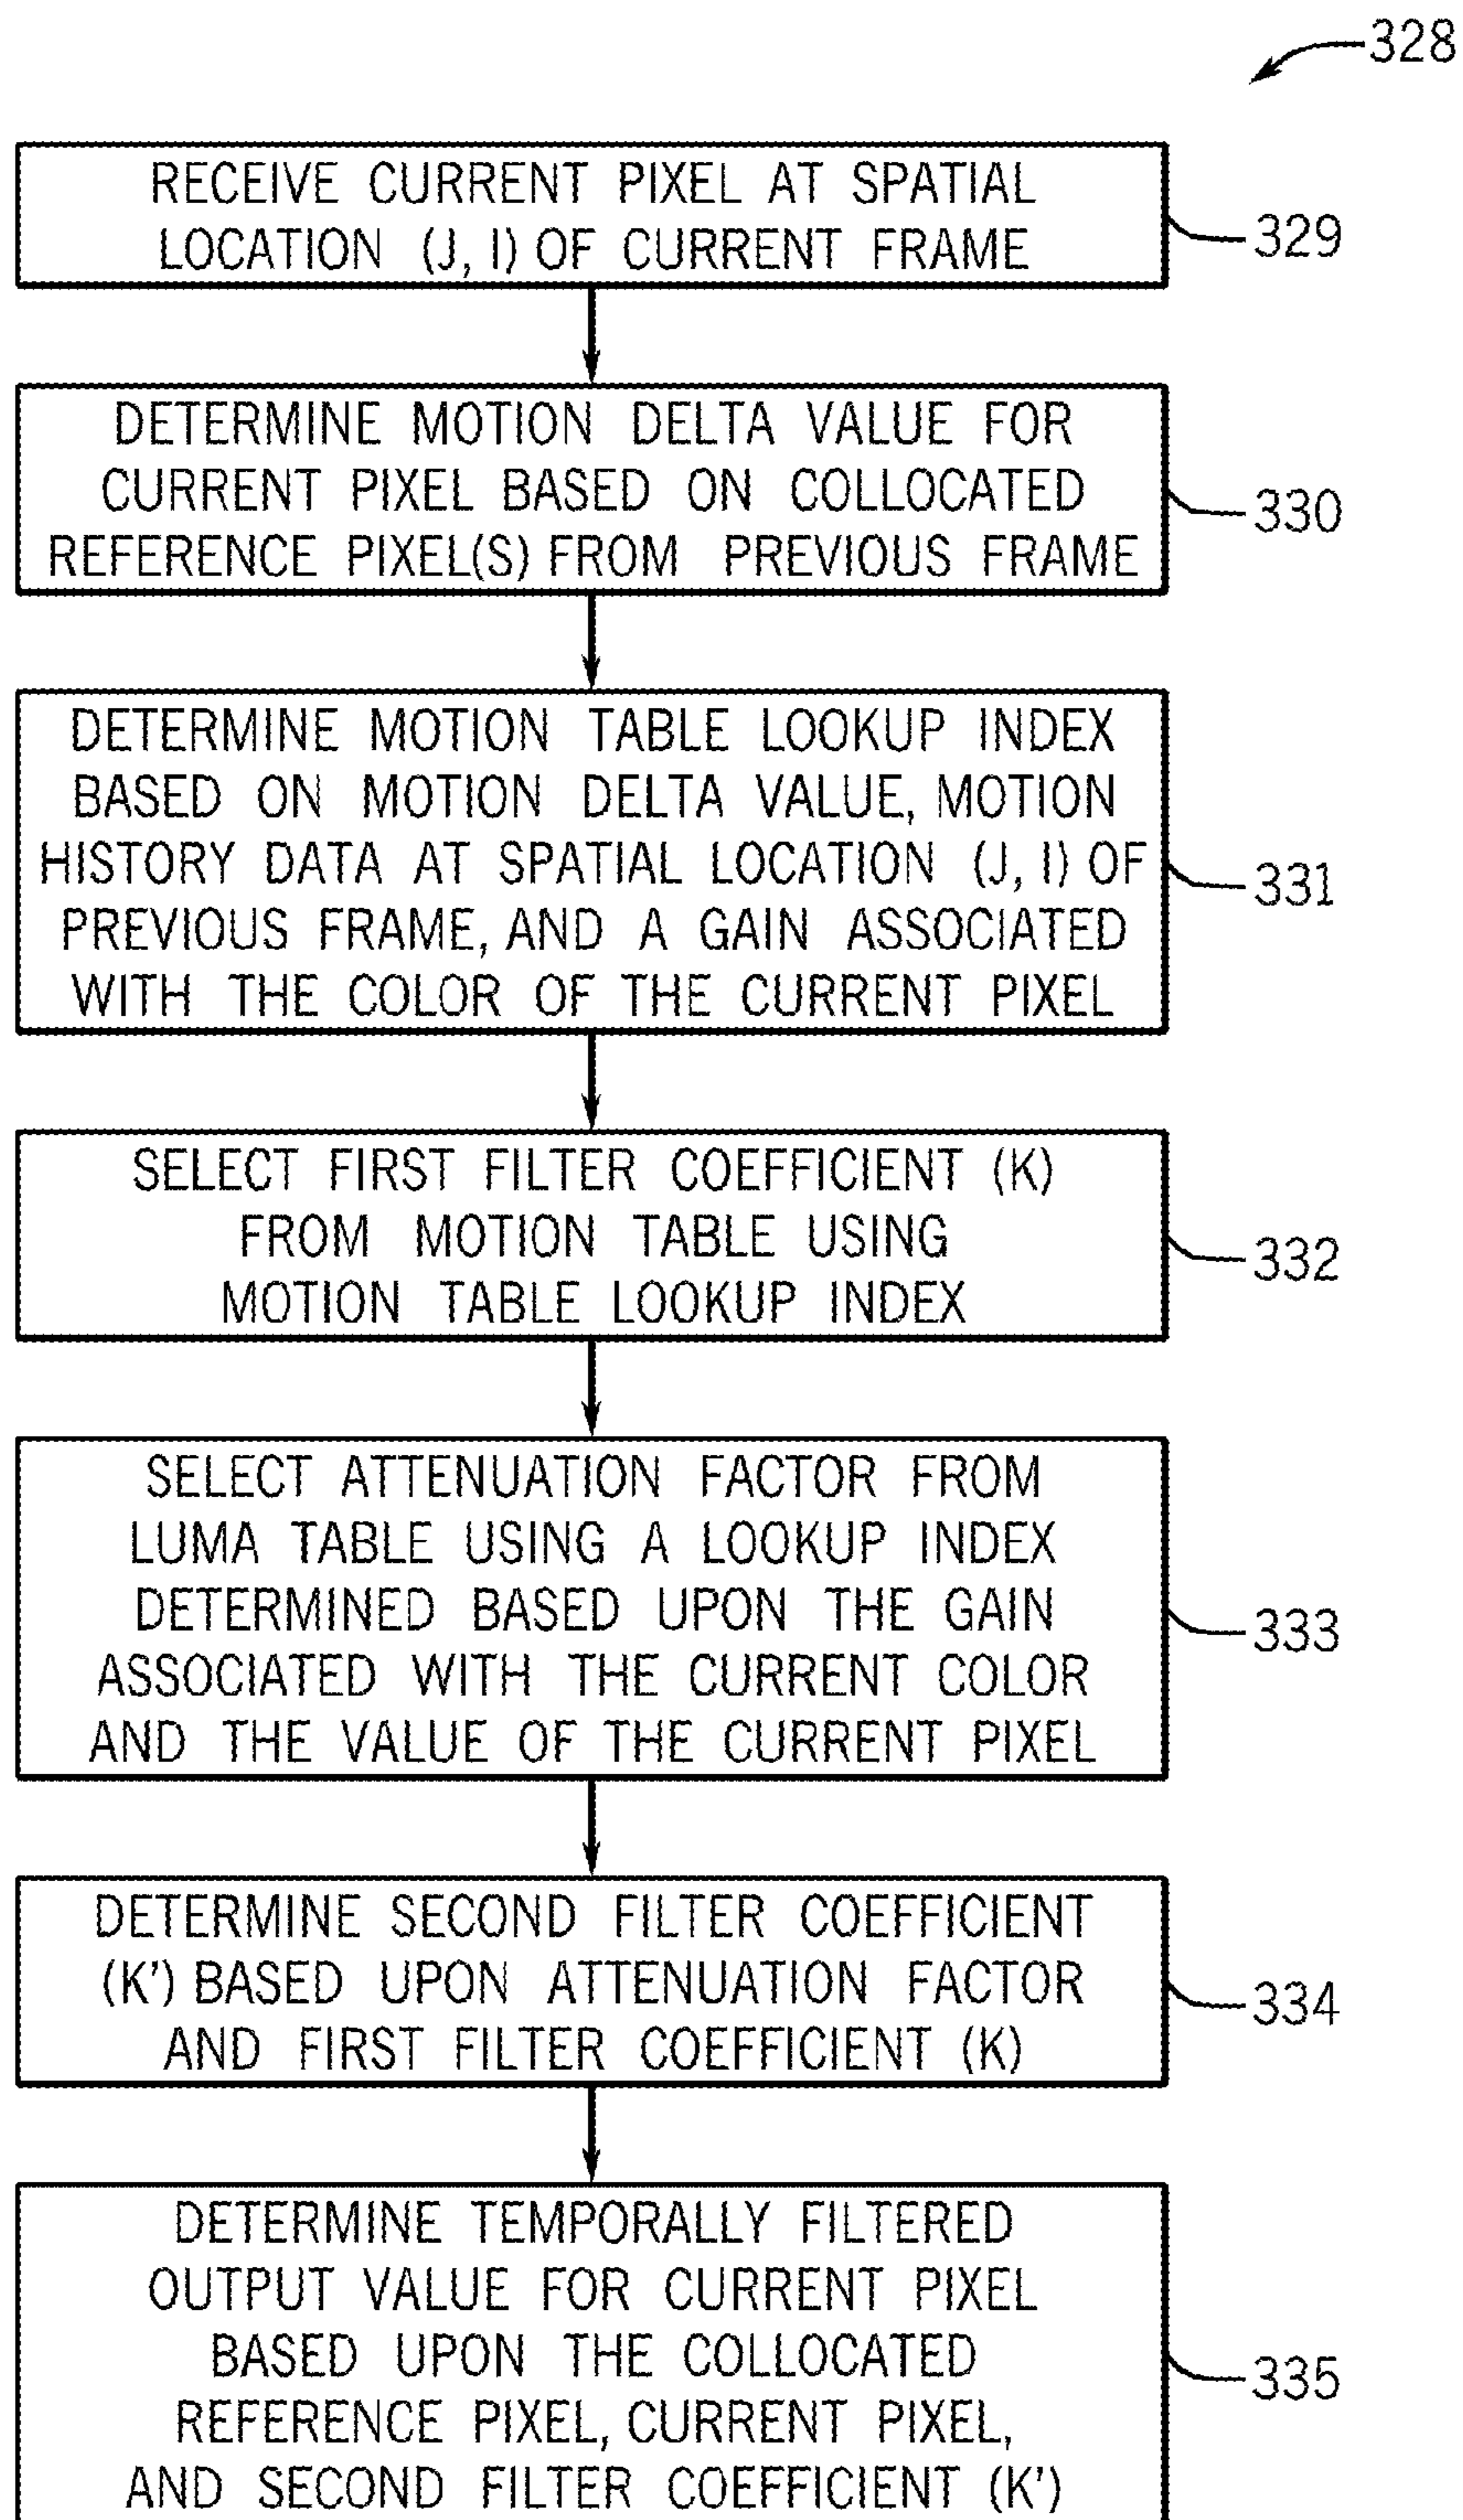 328
RECEIVE CURRENT PIXEL AT SPATIAL
LOCATION (J, I) OF CURRENT FRAME
329
DETERMINE MOTION DELTA VALUE FOR
CURRENT PIXEL BASED ON COLLOCATED
REFERENCE PIXEL(S) FROM PREVIOUS FRAME
330
DETERMINE MOTION TABLE LOOKUP INDEX
BASED ON MOTION DELTA VALUE, MOTION
HISTORY DATA AT SPATIAL LOCATION (J, I) OF
PREVIOUS FRAME, AND A GAIN ASSOCIATED
WITH THE COLOR OF THE CURRENT PIXEL
331
SELECT FIRST FILTER COEFFICIENT (K)
FROM MOTION TABLE USING
MOTION TABLE LOOKUP INDEX
332
SELECT ATTENUATION FACTOR FROM
LUMA TABLE USING A LOOKUP INDEX
DETERMINED BASED UPON THE GAIN
ASSOCIATED WITH THE CURRENT COLOR
AND THE VALUE OF THE CURRENT PIXEL
333
DETERMINE SECOND FILTER COEFFICIENT
(K') BASED UPON ATTENUATION FACTOR
AND FIRST FILTER COEFFICIENT (K)
334
DETERMINE TEMPORALLY FILTERED
OUTPUT VALUE FOR CURRENT PIXEL
BASED UPON THE COLLOCATED
REFERENCE PIXEL, CURRENT PIXEL,
AND SECOND FILTER COEFFICIENT (K')
335